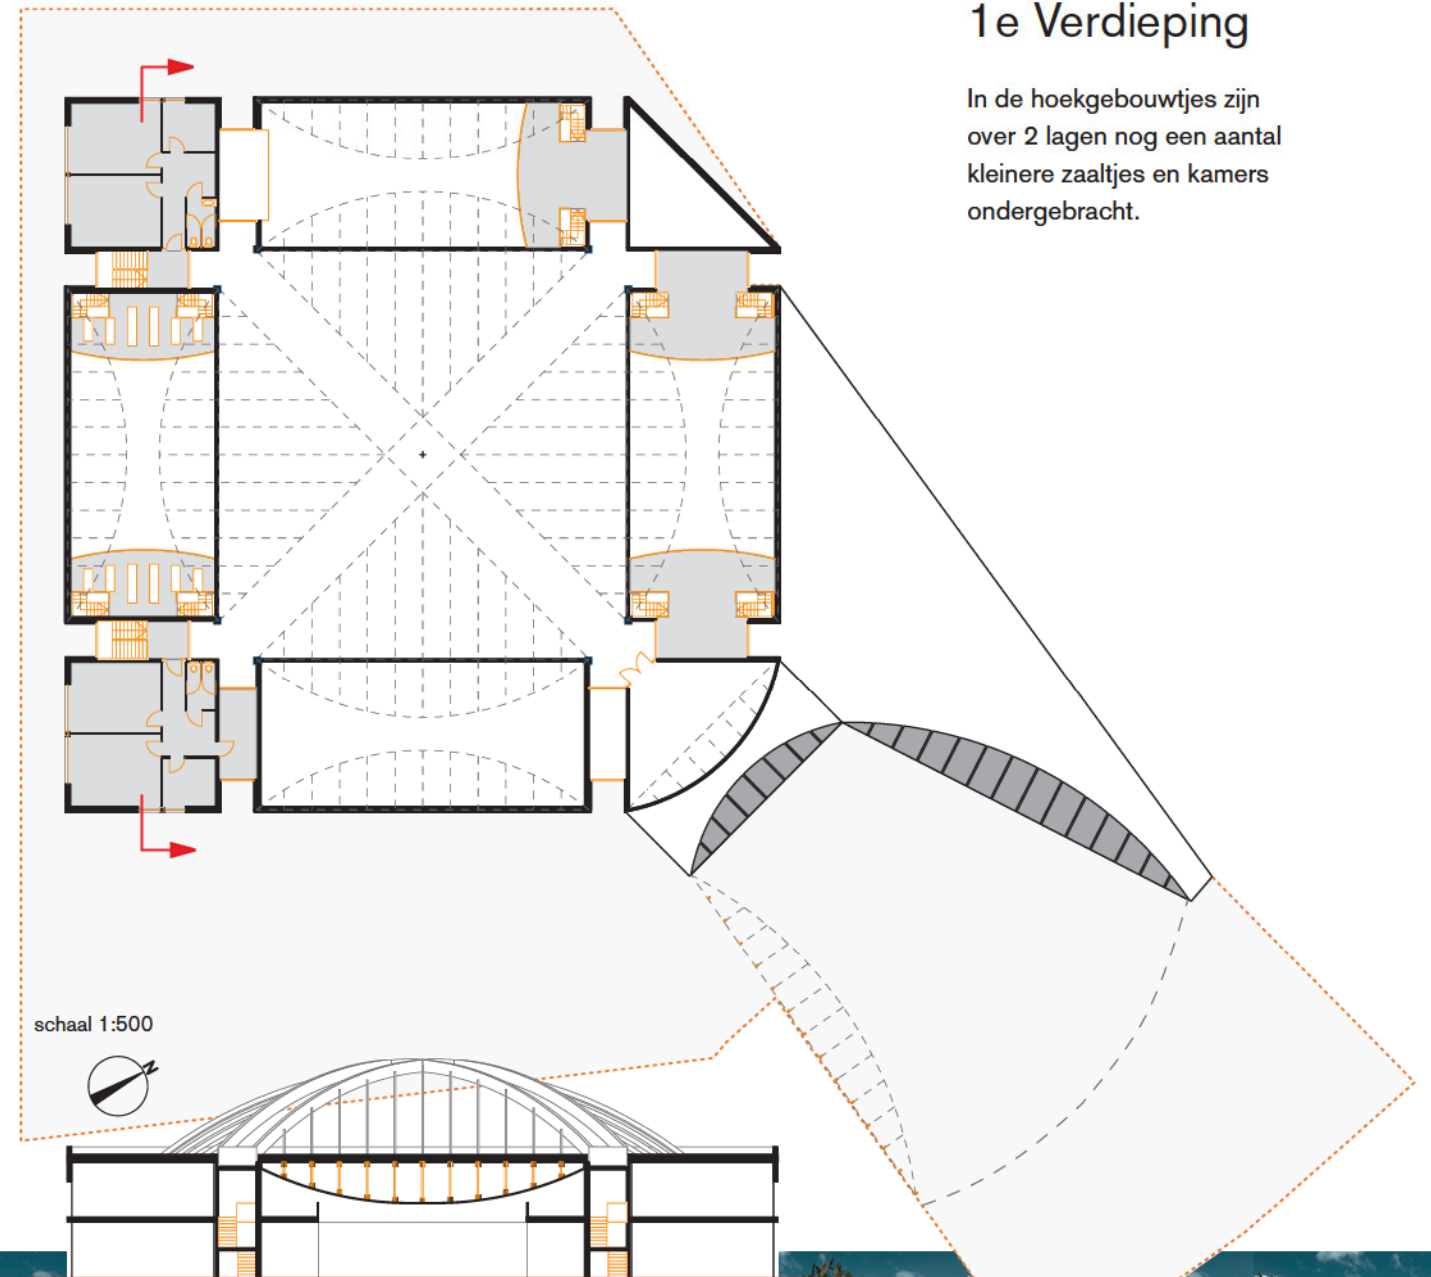 1e Verdieping
In de hoekgebouwtjes zijn
over 2 lagen nog een aantal
kleinere zaaltjes en kamers
ondergebracht.
schaal 1:500
N